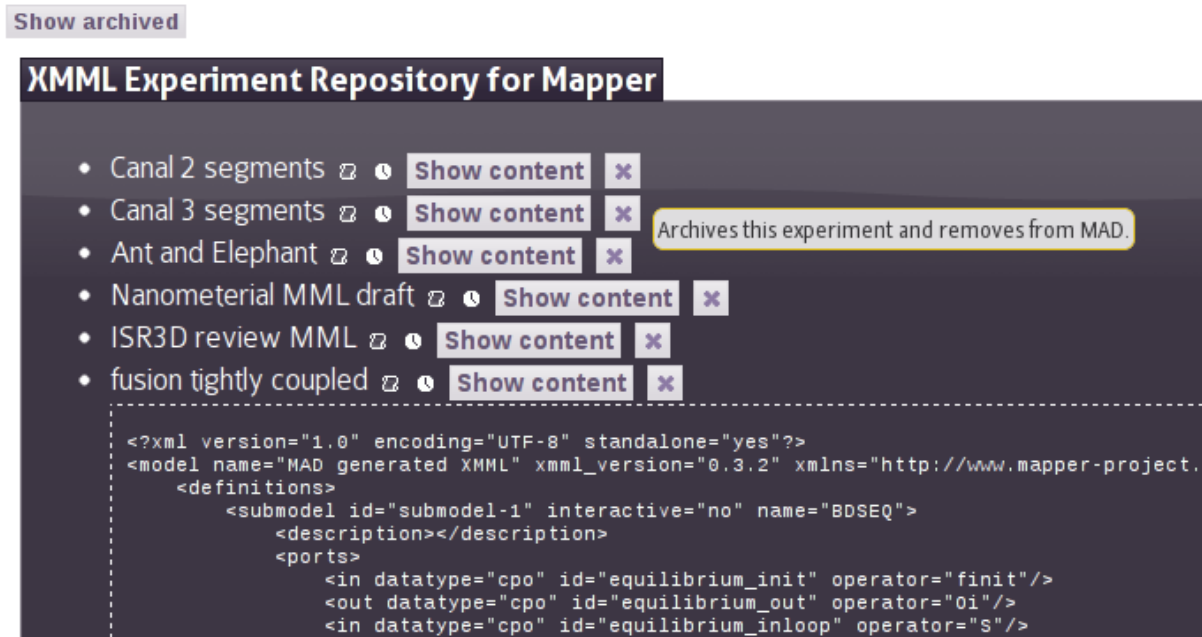 Show archived
XMML Experiment Repository for Mapper
• Canal 2 segments Show content ×
• Canal 3 segments Show content ×
Archives this experiment and removes from MAD.
• Ant and Elephant Show content ×
• Nanometerial MML draft Show content ×
• ISR3D review MML Show content ×
• fusion tightly coupled Show content ×
<?xml version="1.0" encoding="UTF-8" standalone="yes"?>
<model name="MAD generated XMML" xmml_version="0.3.2" xmlns="http://www.mapper-project.
<definitions>
<submodel id="submodel-1" interactive="no" name="BDSEQ">
<description></description>
<ports>
<in datatype="cpo" id="equilibrium_init" operator="finit"/>
<out datatype="cpo" id="equilibrium_out" operator="Oi"/>
<in datatype="cpo" id="equilibrium_inloop" operator="S"/>